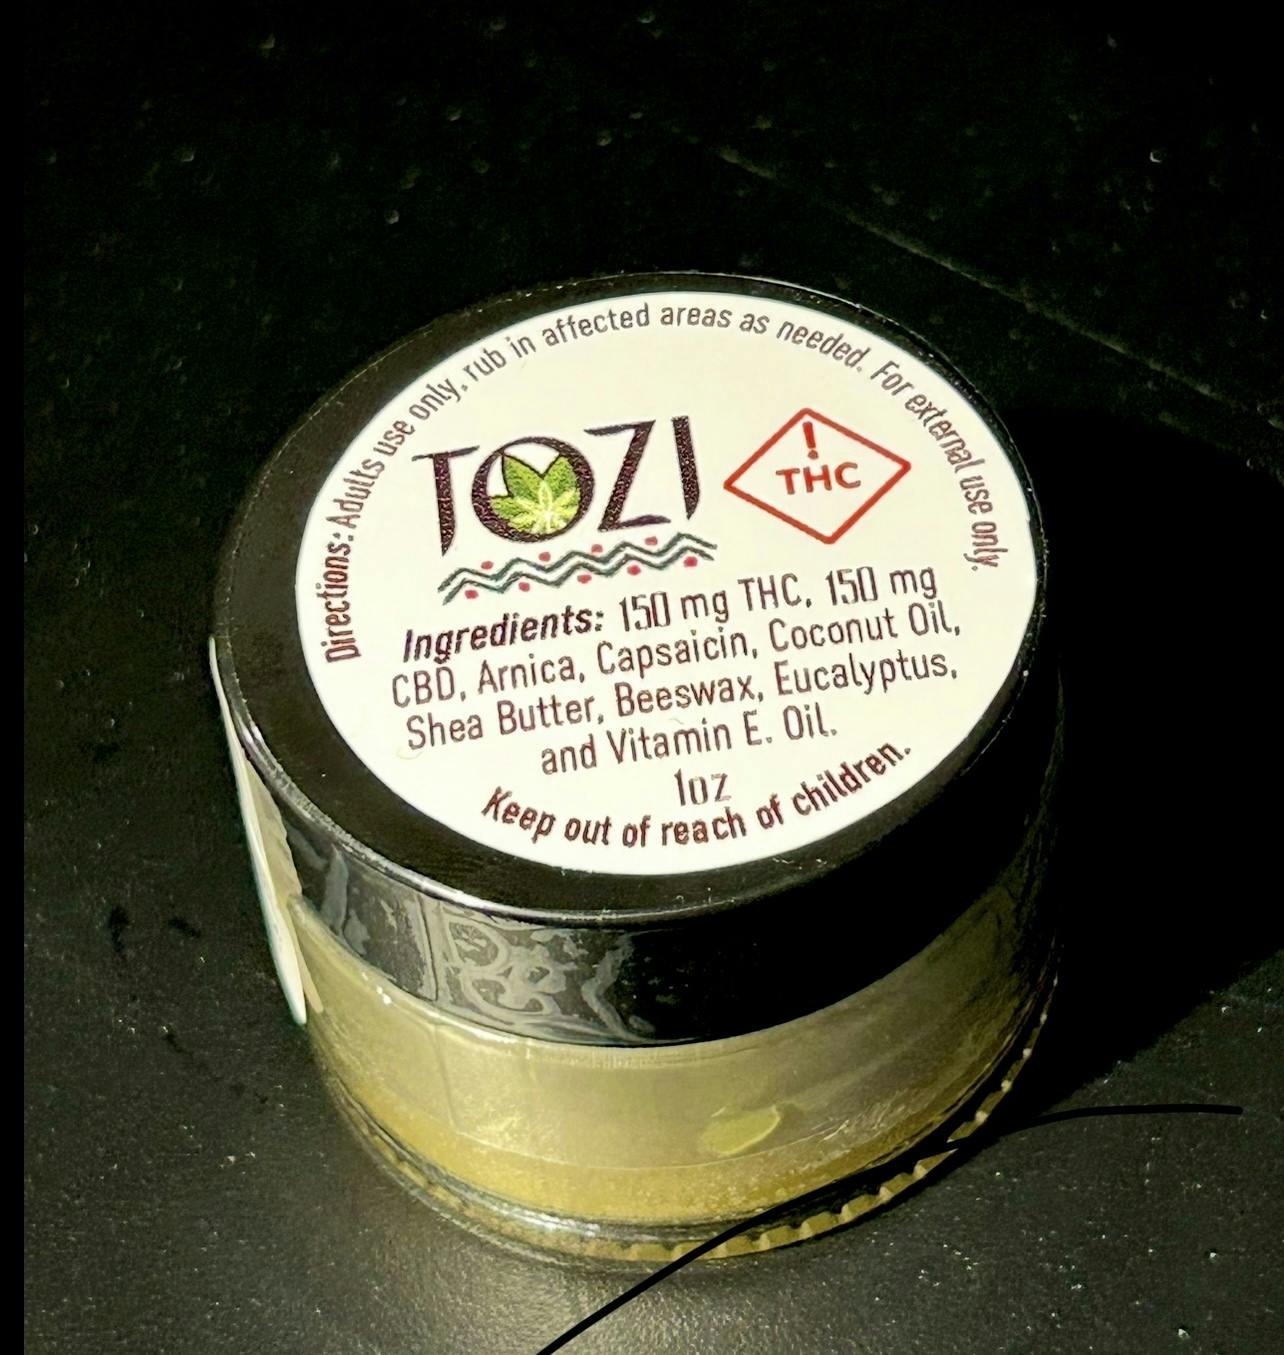 Directions: Adults use only, rub in affected areas as needed. For external use only.
TOZI
!
THC
Ingredients: 150 mg THC, 150 mg
CBD, Arnica, Capsaicin, Coconut Oil,
Shea Butter, Beeswax, Eucalyptus,
and Vitamin E. Oil.
1oz
Keep out of reach of children.